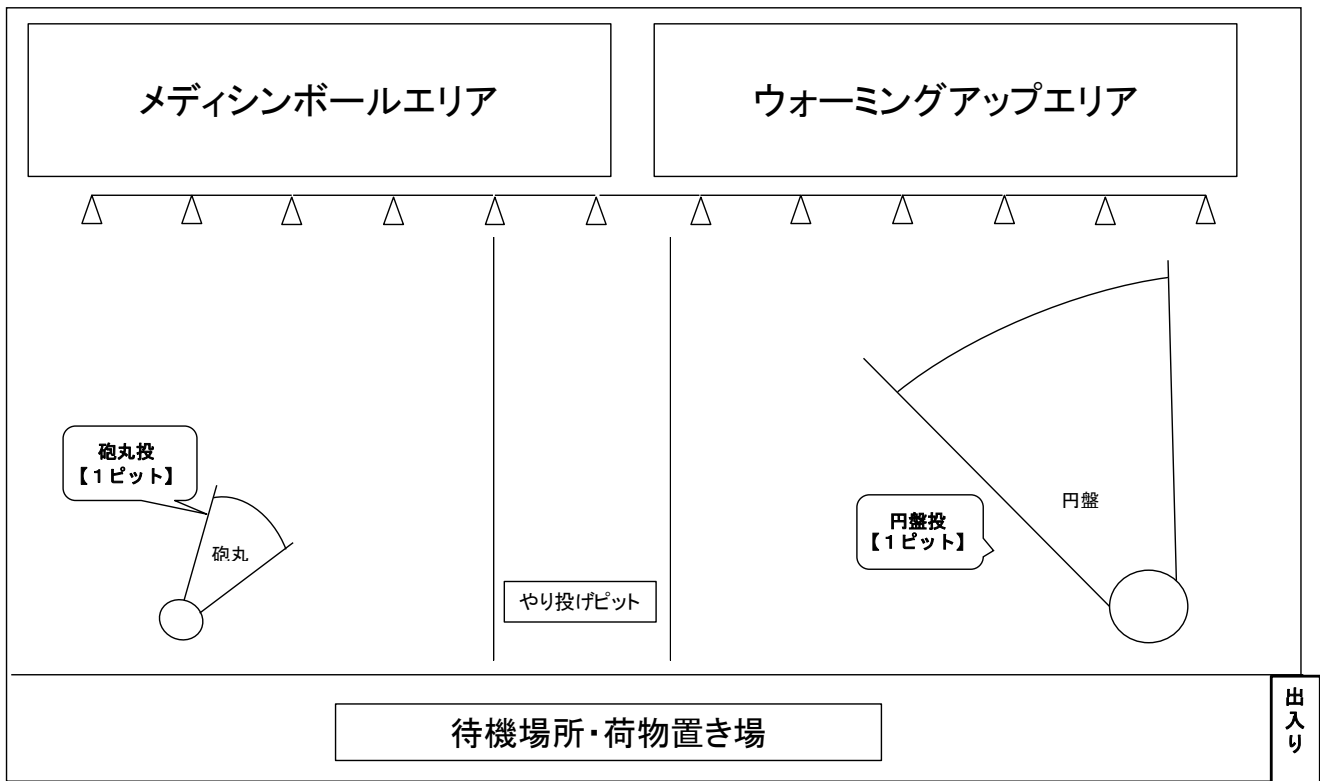 メディシンボールエリア
ウォーミングアップエリア
砲丸投
【１ピット】
砲丸
円盤
円盤投
【１ピット】
やり投げピット
待機場所・荷物置き場
出入り